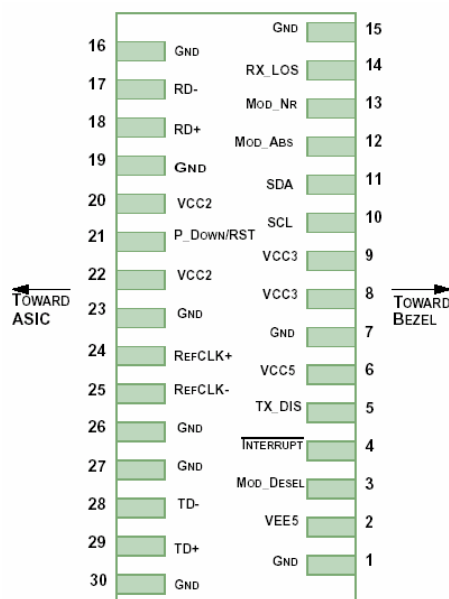 GND 15
16 GND
RX_LOS 14
17 RD-
MOD_NR 13
18 RD+
MOD_ABS 12
19 GND
SDA 11
20 VCC2
SCL 10
21 P_DOWN/RST
VCC3 9
22 VCC2
VCC3 8
TOWARD ASIC
TOWARD BEZEL
23 GND
GND 7
24 REFCLK+
VCC5 6
25 REFCLK-
TX_DIS 5
26 GND
INTERRUPT 4
27 GND
MOD_DESEL 3
28 TD-
VEE5 2
29 TD+
GND 1
30 GND